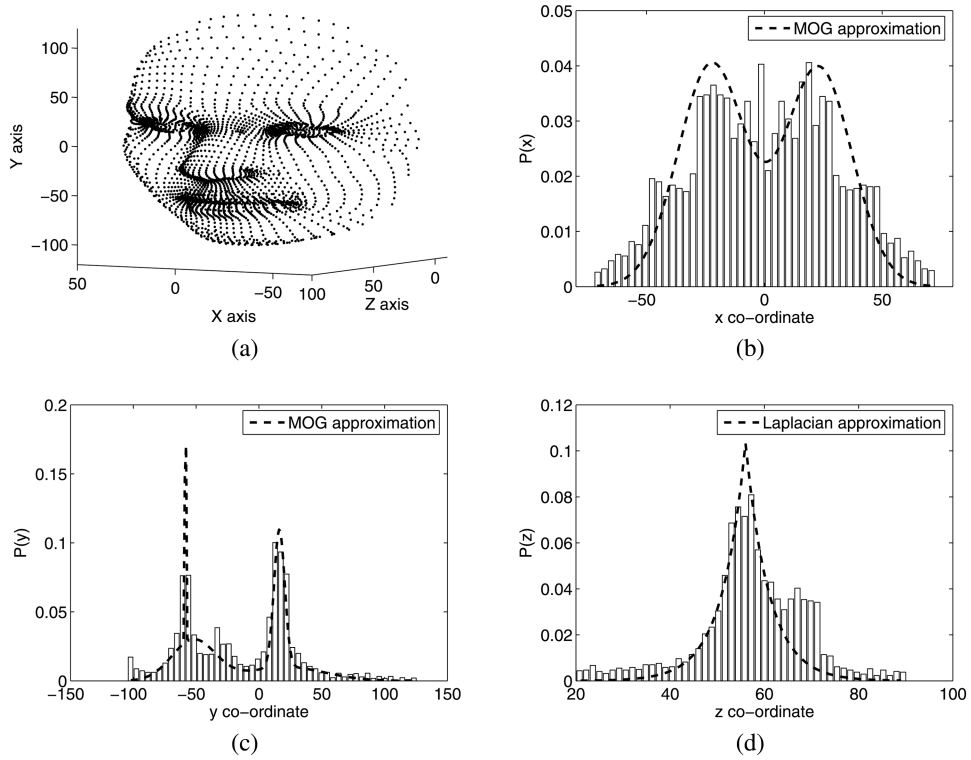 100
50
0
−50
−100
Y axis
50
0
−50
100
50
0
X axis
Z axis
(a)
0.05
0.04
0.03
0.02
0.01
0
P(x)
MOG approximation
−50
0
50
x co−ordinate
(b)
0.2
0.15
0.1
0.05
0
P(y)
MOG approximation
−150
−100
−50
0
50
100
150
y co−ordinate
(c)
0.12
0.1
0.08
0.06
0.04
0.02
0
P(z)
Laplacian approximation
20
40
60
80
100
z co−ordinate
(d)